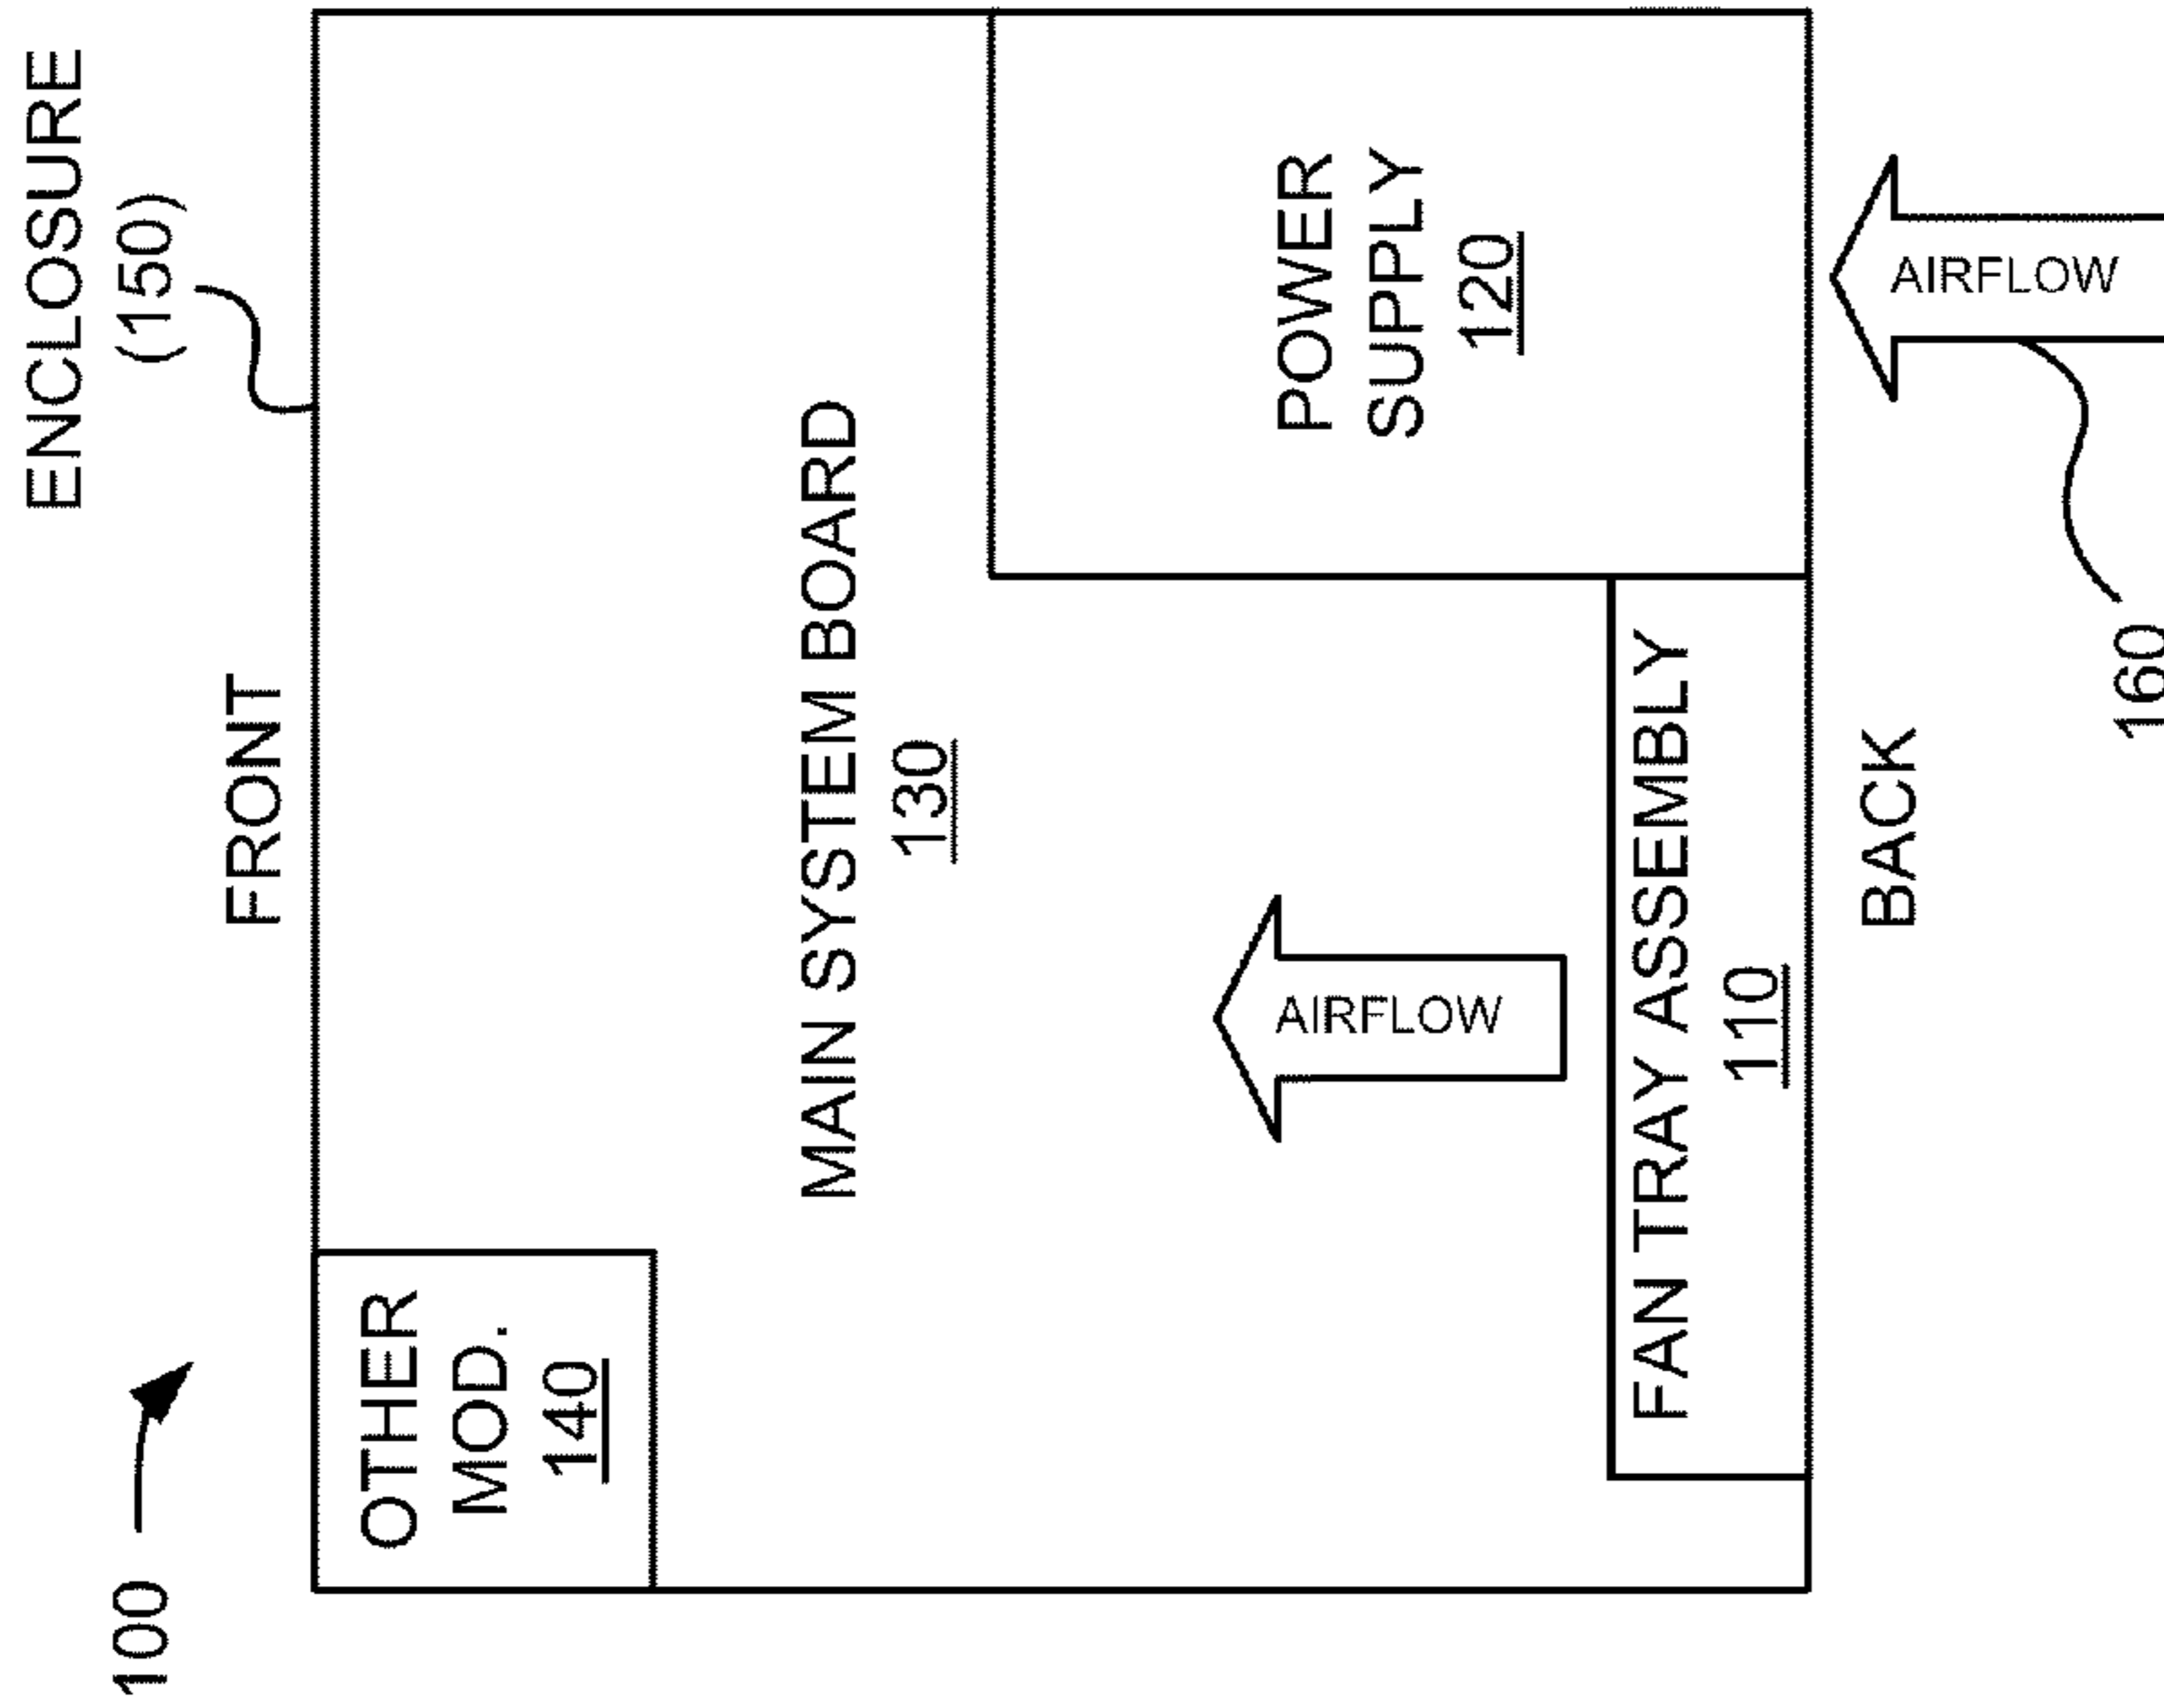 100
ENCLOSURE
(150)
FRONT
OTHER
MOD.
140
MAIN SYSTEM BOARD
130
POWER
SUPPLY
120
AIRFLOW
FAN TRAY ASSEMBLY
110
BACK
AIRFLOW
160